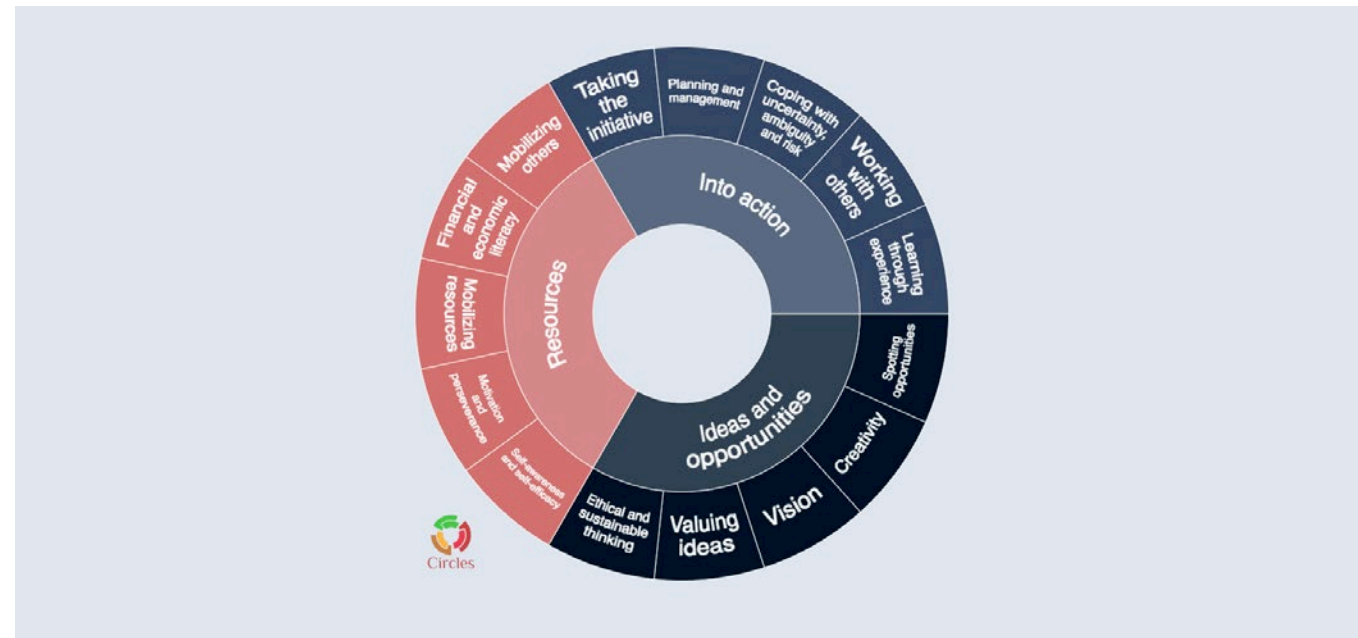 Taking
the
initiative
Planning and
management
Coping with
uncertainty,
ambiguity
and risk
Working
with
others
Learning
through
experience
Into action
Spotting
opportunities
Creativity
Vision
Valuing
ideas
Ethical and
sustainable
thinking
Ideas and
opportunities
Self-awareness
and self-efficacy
Motivation
and
perseverance
Mobilizing
resources
Financial
and
economic
literacy
Mobilizing
others
Resources
Circles